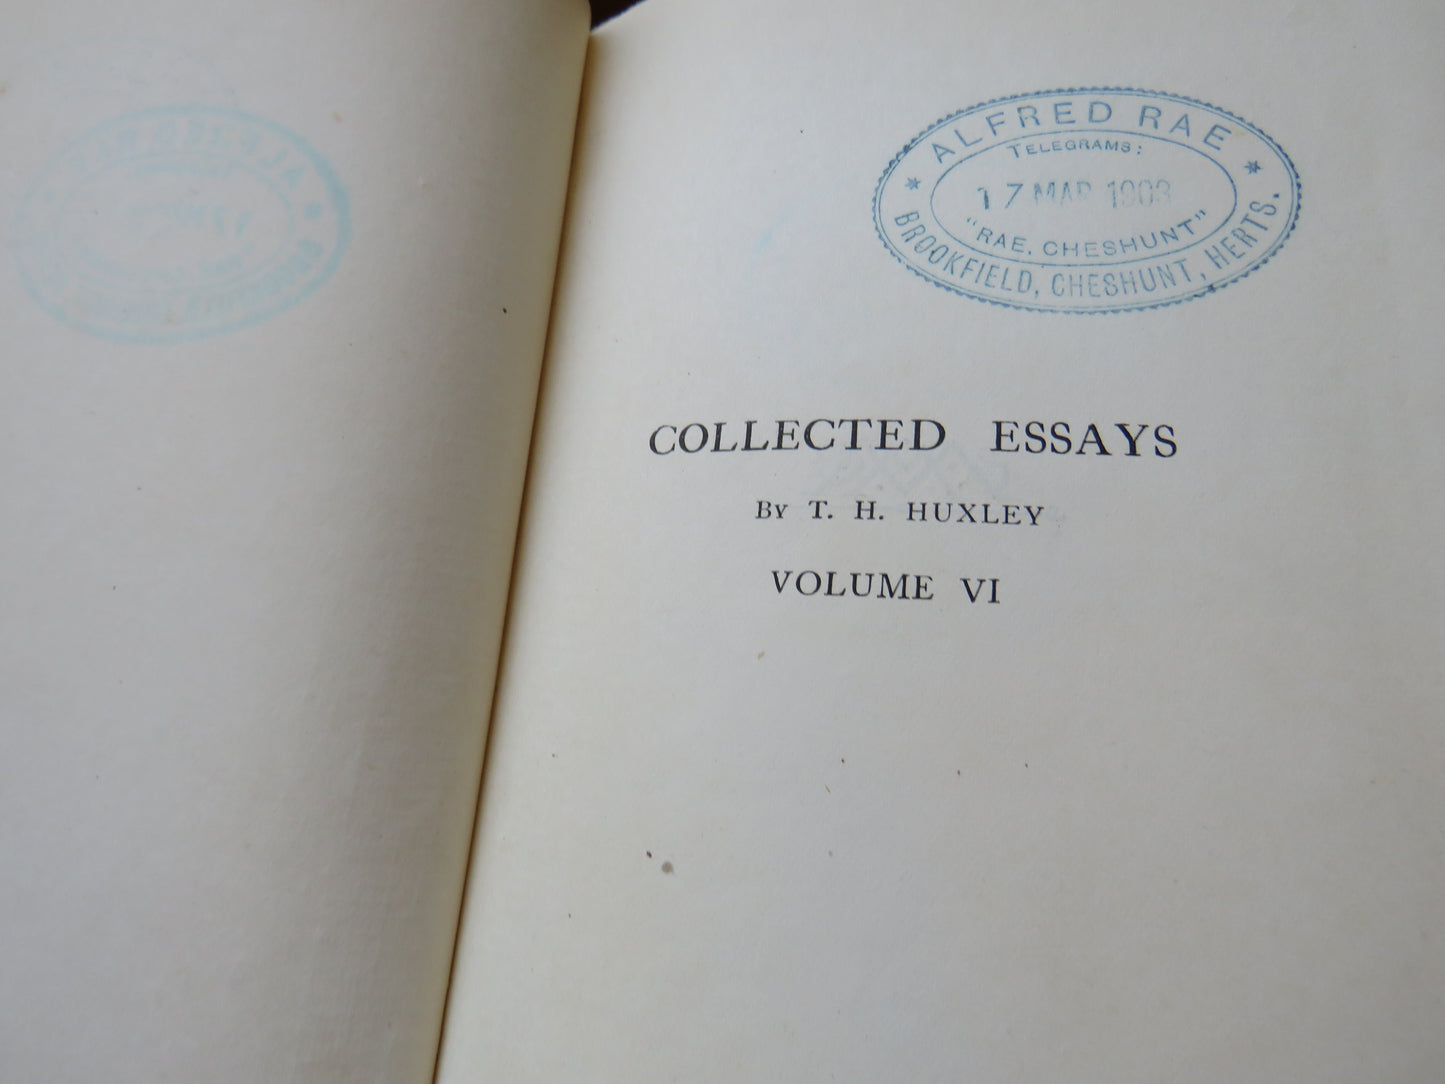 ALFRED RAE
TELEGRAMS:
17 MAR 1903
"RAE, CHESHUNT"
BROOKFIELD, CHESHUNT, HERTS.
COLLECTED ESSAYS
By T. H. HUXLEY
VOLUME VI